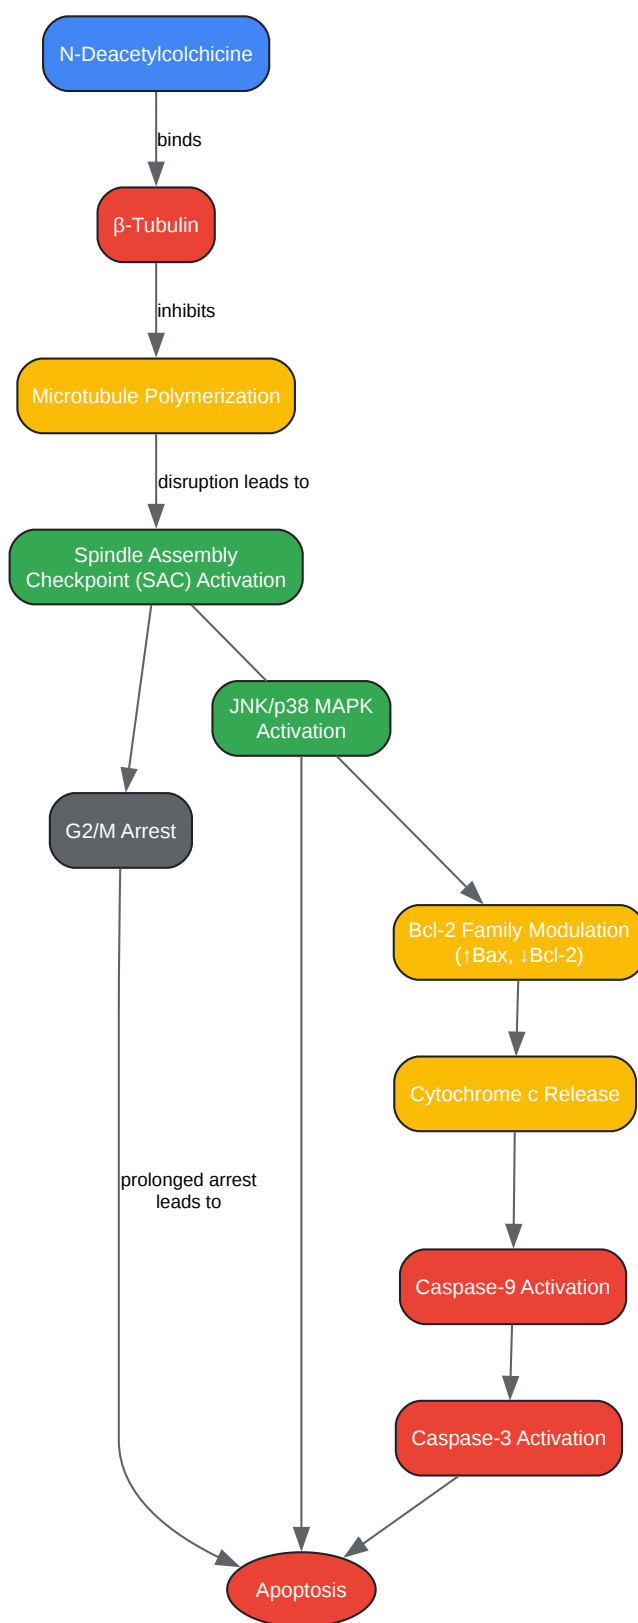 N-Deacetylcolchicine
binds
β-Tubulin
inhibits
Microtubule Polymerization
disruption leads to
Spindle Assembly
Checkpoint (SAC) Activation
JNK/p38 MAPK
Activation
G2/M Arrest
Bcl-2 Family Modulation
(↑Bax, ↓Bcl-2)
Cytochrome c Release
prolonged arrest
leads to
Caspase-9 Activation
Caspase-3 Activation
Apoptosis